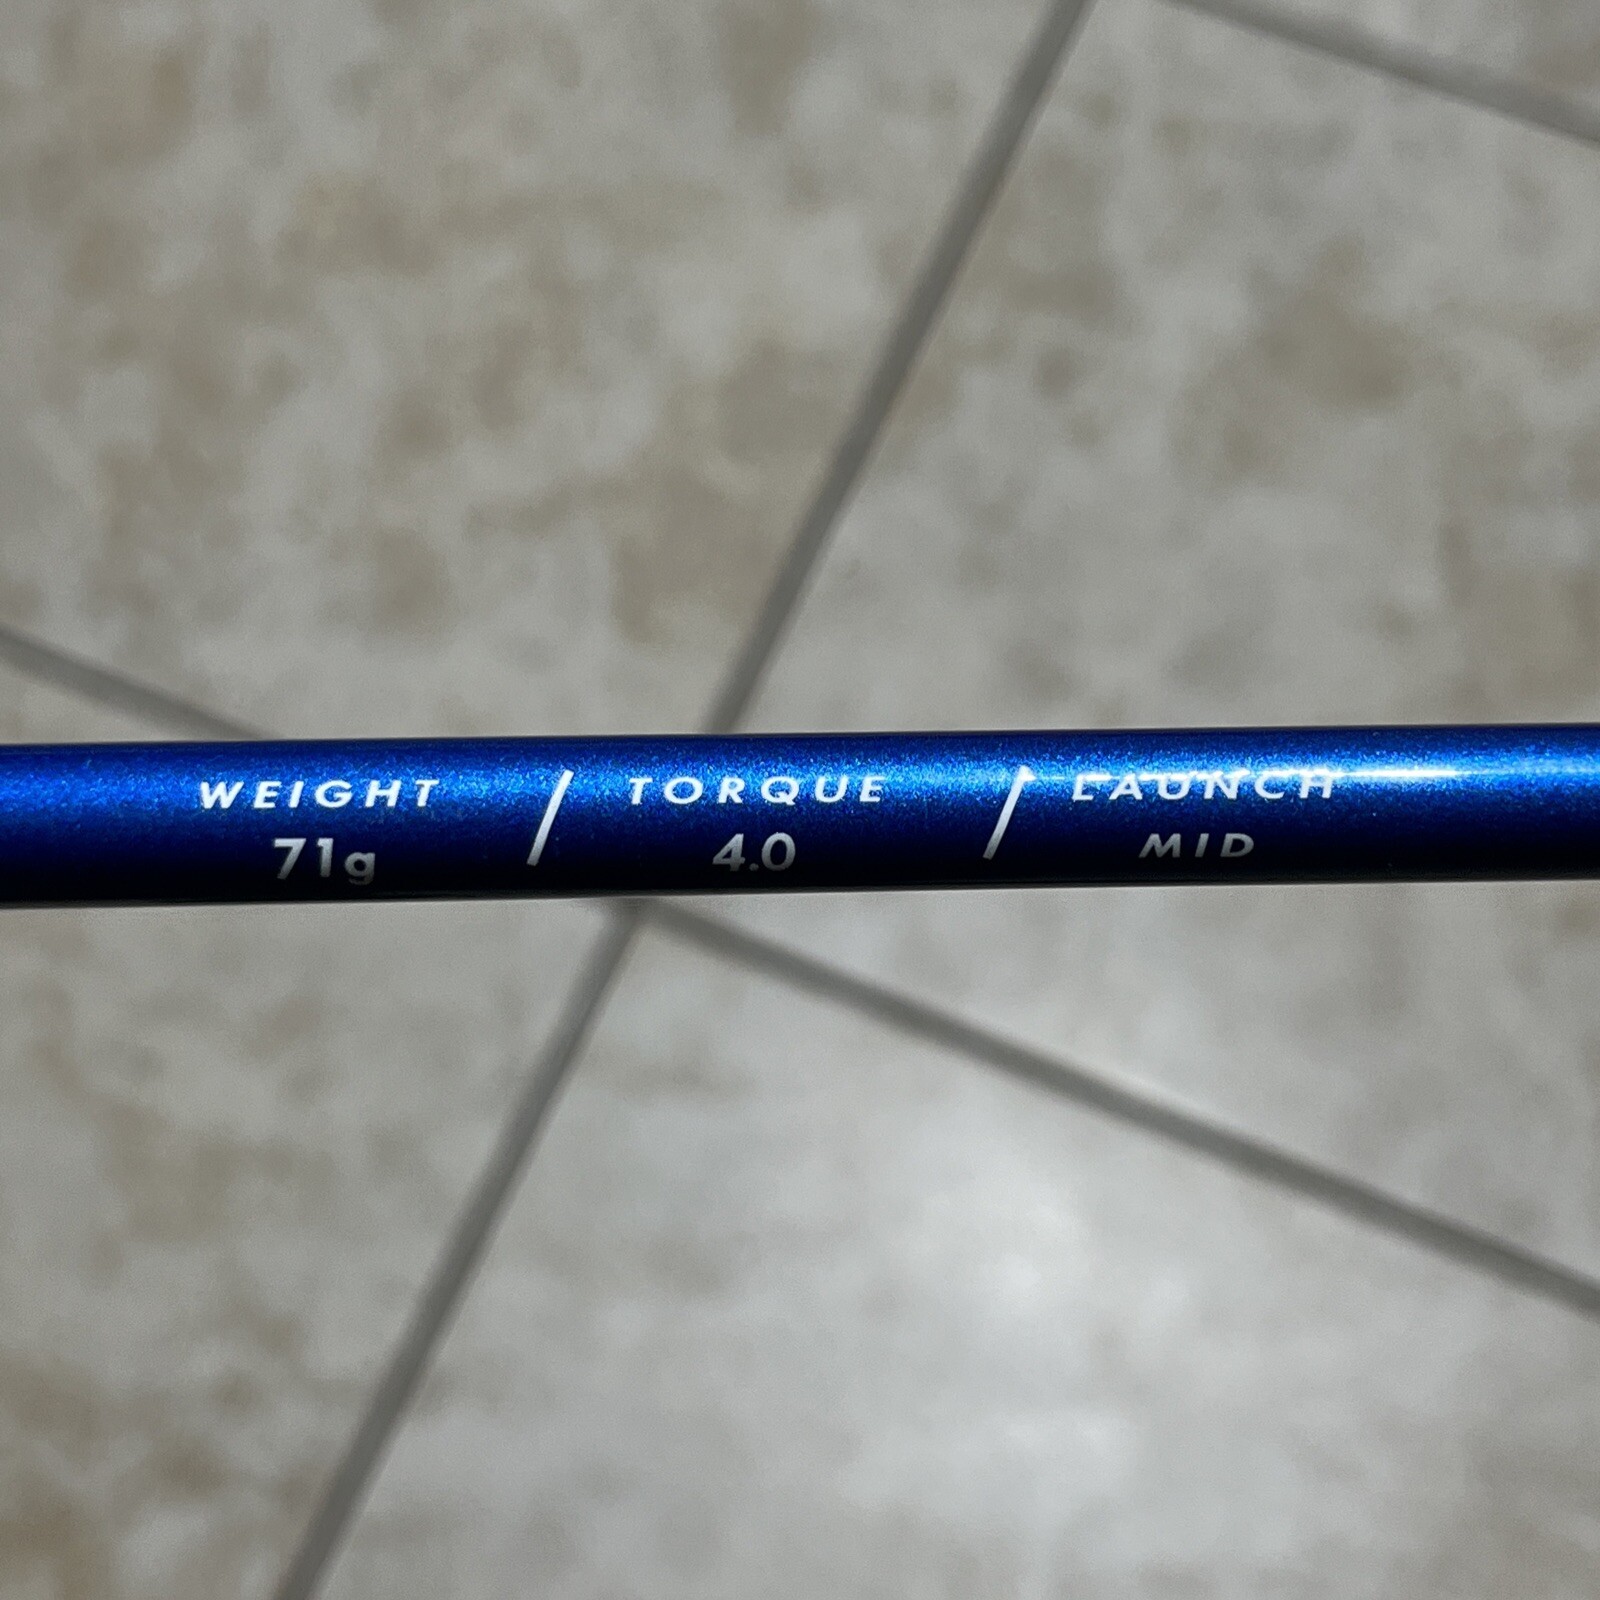 WEIGHT / TORQUE / LAUNCH
71g 4.0 MID